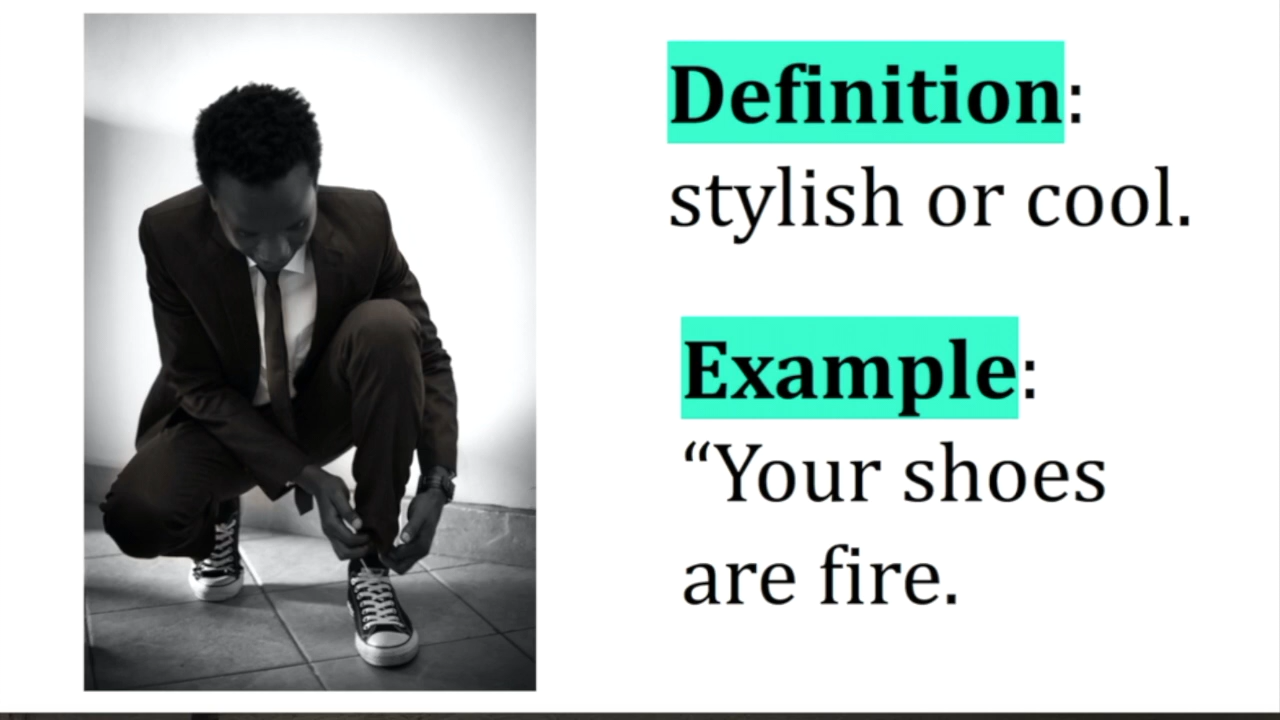 Definition:
stylish or cool.
Example:
“Your shoes
are fire.